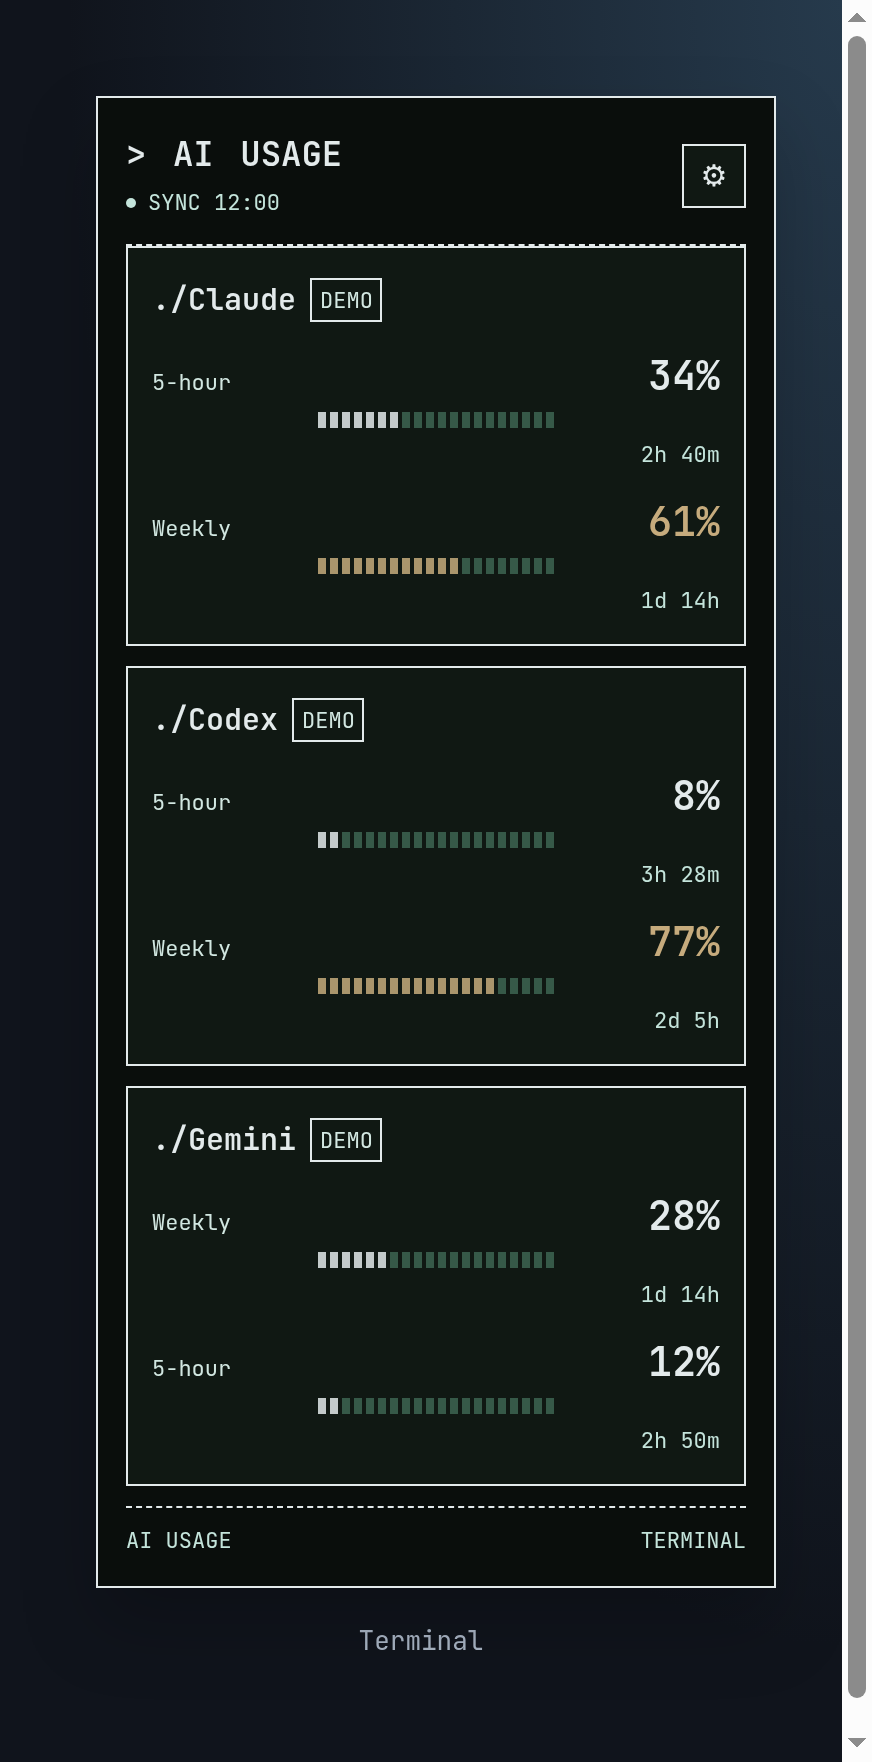 > AI USAGE
SYNC 12:00
./Claude DEMO
5-hour 34%
2h 40m
Weekly 61%
1d 14h
./Codex DEMO
5-hour 8%
3h 28m
Weekly 77%
2d 5h
./Gemini DEMO
Weekly 28%
1d 14h
5-hour 12%
2h 50m
AI USAGE TERMINAL
Terminal